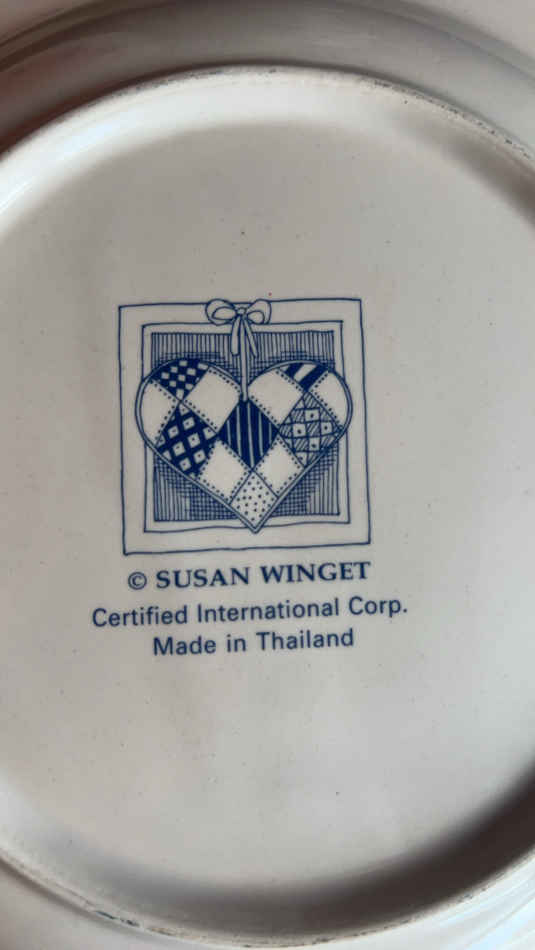 © SUSAN WINGET
Certified International Corp.
Made in Thailand